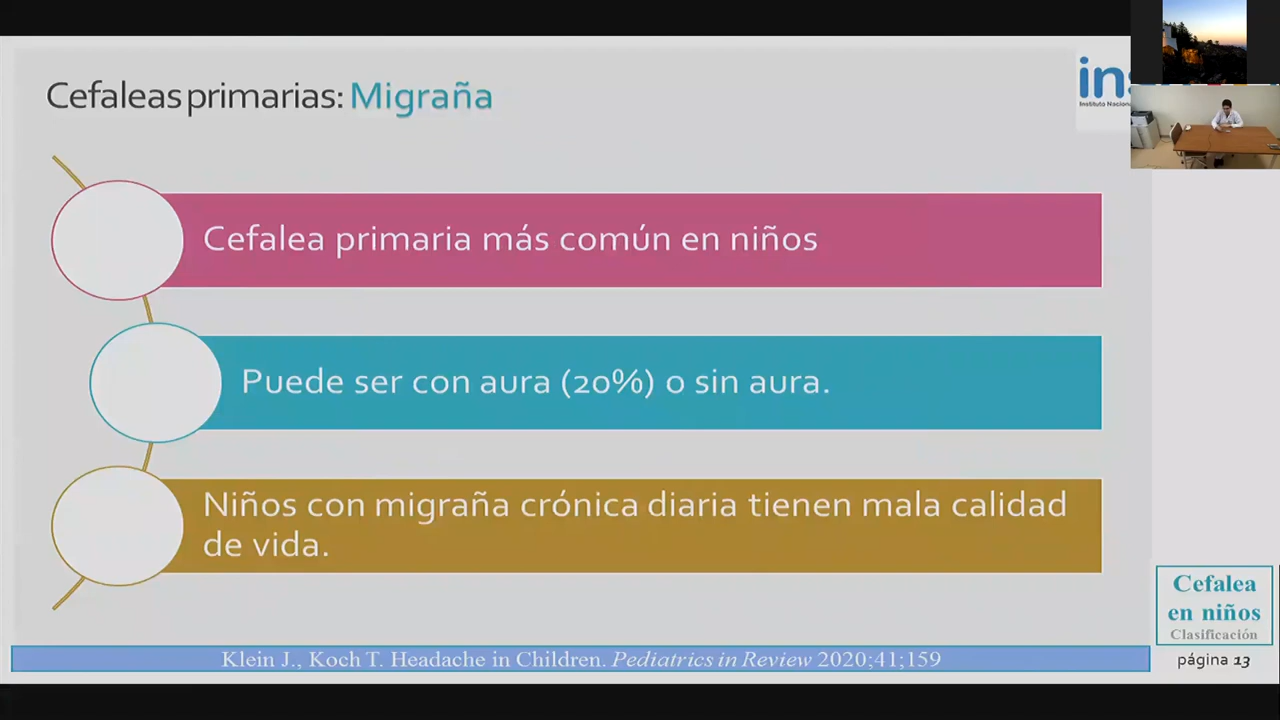 Cefaleas primarias: Migraña
Instituto Nacional
Cefalea primaria más común en niños
Puede ser con aura (20%) o sin aura.
Niños con migraña crónica diaria tienen mala calidad
de vida.
Cefalea
en niños
Clasificación
Klein J., Koch T. Headache in Children. Pediatrics in Review 2020;41;159
página 13